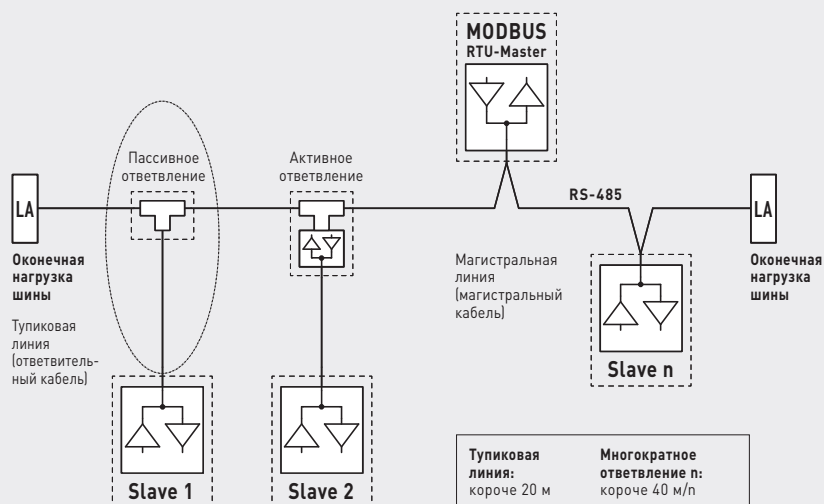 MODBUS
RTU-Master
Пассивное
ответвление
Активное
ответвление
LA
RS-485
LA
Оконечная
нагрузка
шины
Магистральная
линия
(магистральный
кабель)
Оконечная
нагрузка
шины
Тупиковая
линия
(ответвитель-
ный кабель)
Slave n
Slave 1
Slave 2
Тупиковая
линия:
короче 20 м
Многократное
ответвление n:
короче 40 м/n